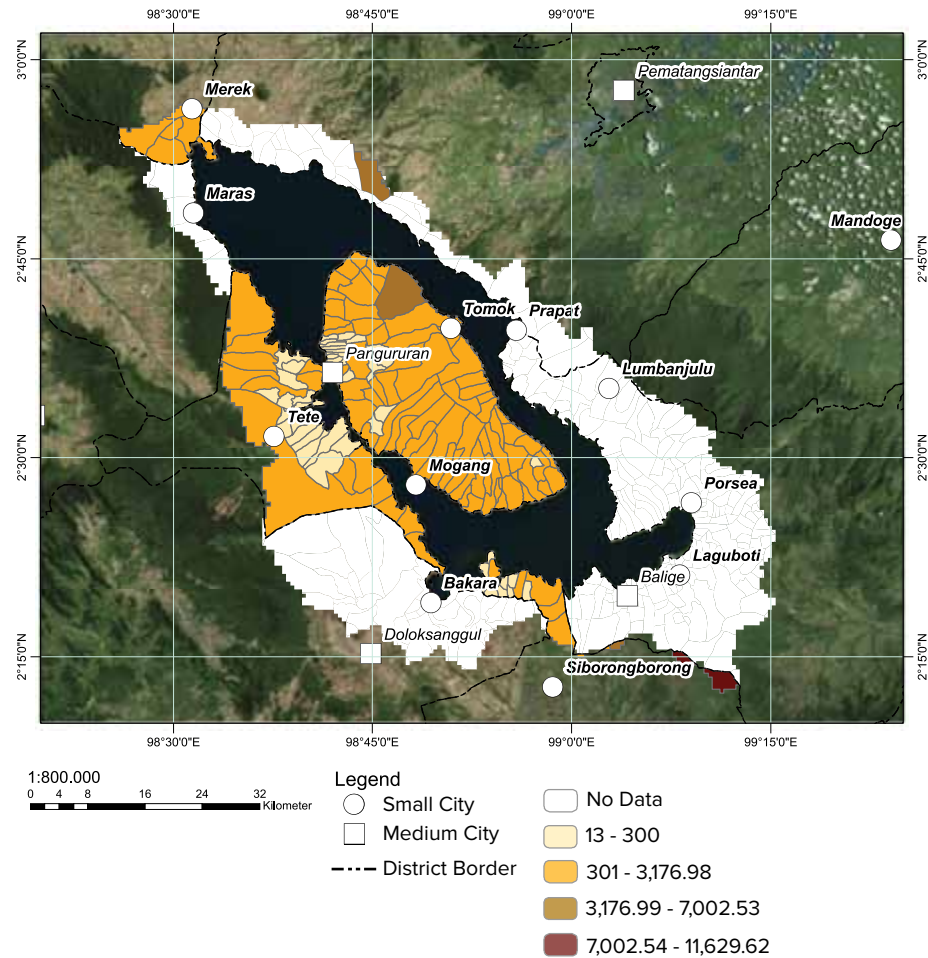 98°30'0"E 98°45'0"E 99°0'0"E 99°15'0"E
3°0'0"N 3°0'0"N
Pematangsiantar
Merek
Maras
Mandoge
2°45'0"N 2°45'0"N
Tomok Prapat
Pangururan
Lumbanjulu
Tete
2°30'0"N 2°30'0"N
Mogang
Porsea
Laguboti
Balige
Bakara
Doloksanggul
2°15'0"N 2°15'0"N
Siborongborong
98°30'0"E 98°45'0"E 99°0'0"E 99°15'0"E
1:800.000
0 4 8 16 24 32
Kilometer
Legend
Small City
Medium City
District Border
No Data
13 - 300
301 - 3,176.98
3,176.99 - 7,002.53
7,002.54 - 11,629.62